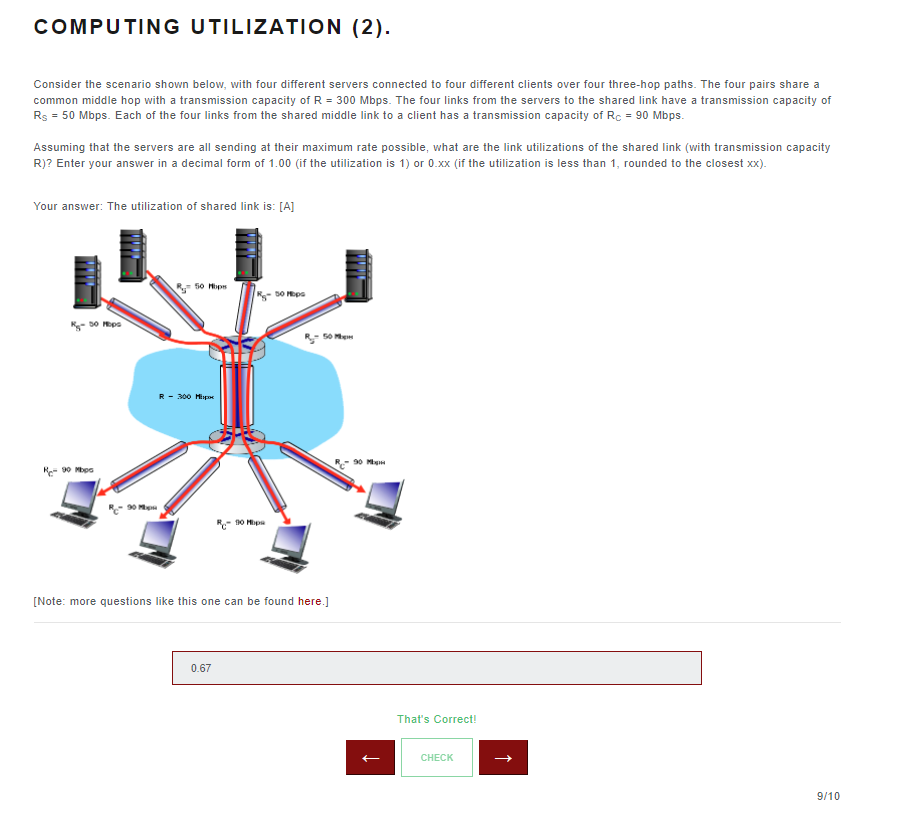 COMPUTING UTILIZATION (2).
Consider the scenario shown below, with four different servers connected to four different clients over four three-hop paths. The four pairs share a
common middle hop with a transmission capacity of R = 300 Mbps. The four links from the servers to the shared link have a transmission capacity of
RS = 50 Mbps. Each of the four links from the shared middle link to a client has a transmission capacity of RC = 90 Mbps.
Assuming that the servers are all sending at their maximum rate possible, what are the link utilizations of the shared link (with transmission capacity
R)? Enter your answer in a decimal form of 1.00 (if the utilization is 1) or 0.xx (if the utilization is less than 1, rounded to the closest xx).
Your answer: The utilization of shared link is: [A]
RS= 50 Mbps
RS= 50 Mbps
RS= 50 Mbps
RS= 50 Mbps
R = 300 Mbps
RC= 90 Mbps
RC= 90 Mbps
RC= 90 Mbps
RC= 90 Mbps
[Note: more questions like this one can be found here.]
0.67
That's Correct!
← CHECK →
9/10